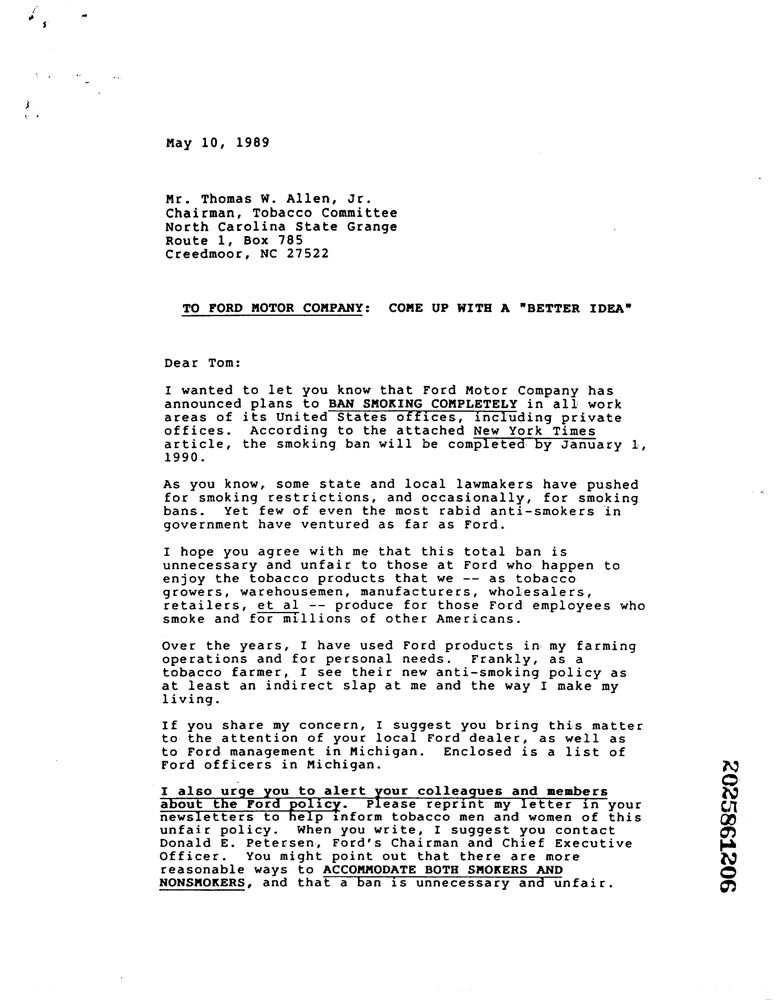 May 10, 1989
Mr. Thomas W. Allen, Jr.
Chairman, Tobacco Committee
North Carolina State Grange
Route 1, Box 785
Creedmoor, NC 27522
TO FORD MOTOR COMPANY: COME UP WITH A "BETTER IDEA"
Dear Tom:
I wanted to let you know that Ford Motor Company has
announced plans to BAN SMOKING COMPLETELY in all work
areas of its United States offices, including private
offices. According to the attached New York Times
article, the smoking ban will be completed by January 1,
1990.
As you know, some state and local lawmakers have pushed
for smoking restrictions, and occasionally, for smoking
bans. Yet few of even the most rabid anti-smokers in
government have ventured as far as Ford.
I hope you agree with me that this total ban is
unnecessary and unfair to those at Ford who happen to
enjoy the tobacco products that we -- as tobacco
growers, warehousemen, manufacturers, wholesalers,
retailers, et al -- produce for those Ford employees who
smoke and for millions of other Americans.
Over the years, I have used Ford products in my farming
operations and for personal needs. Frankly, as a
tobacco farmer, I see their new anti-smoking policy as
at least an indirect slap at me and the way I make my
living.
If you share my concern, I suggest you bring this matter
to the attention of your local Ford dealer, as well as
to Ford management in Michigan. Enclosed is a list of
Ford officers in Michigan.
I also urge you to alert your colleagues and members
about the Ford policy. Please reprint my letter in your
newsletters to help inform tobacco men and women of this
unfair policy. When you write, I suggest you contact
Donald E. Petersen, Ford's Chairman and Chief Executive
Officer. You might point out that there are more
reasonable ways to ACCOMMODATE BOTH SMOKERS AND
NONSMOKERS, and that a ban is unnecessary and unfair.
2025861206